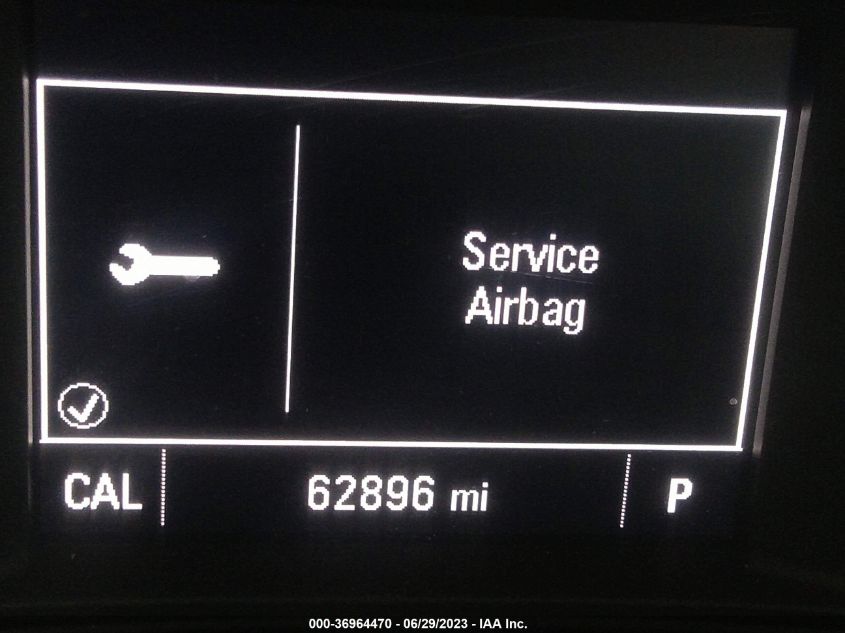 Service
Airbag
CAL 62896 mi P
000-36964470 - 06/29/2023 - IAA Inc.